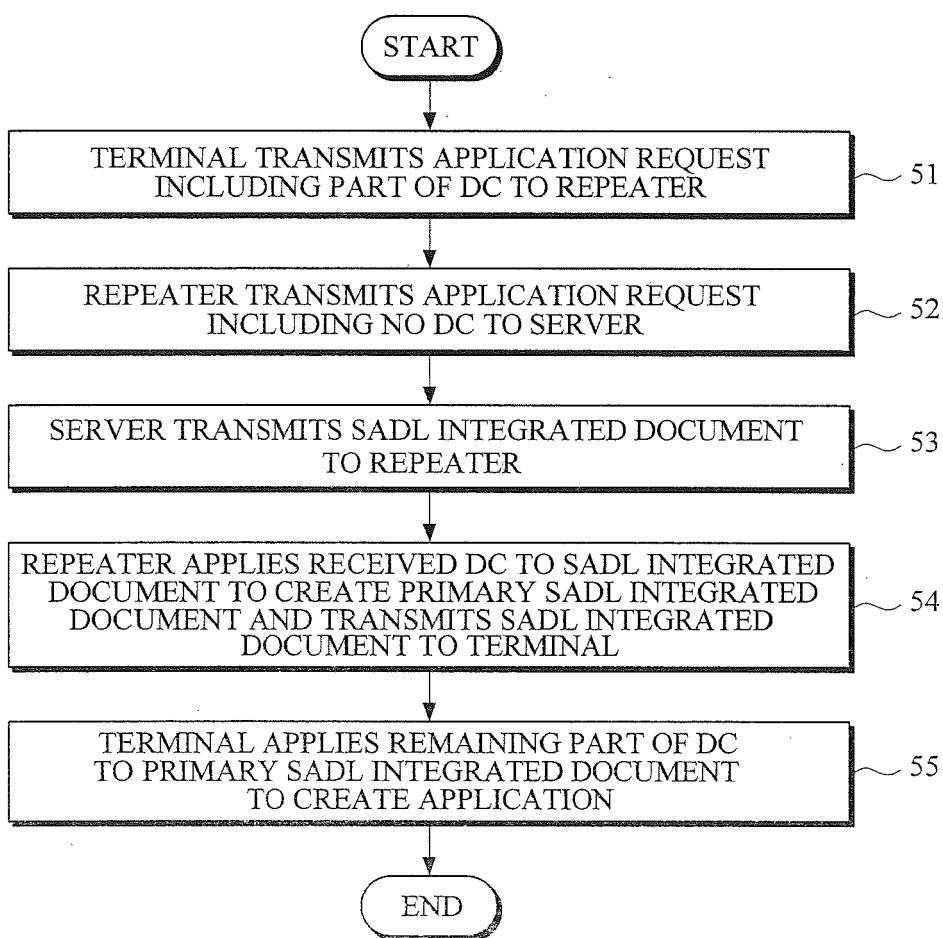 START
TERMINAL TRANSMITS APPLICATION REQUEST
INCLUDING PART OF DC TO REPEATER
51
REPEATER TRANSMITS APPLICATION REQUEST
INCLUDING NO DC TO SERVER
52
SERVER TRANSMITS SADL INTEGRATED DOCUMENT
TO REPEATER
53
REPEATER APPLIES RECEIVED DC TO SADL INTEGRATED
DOCUMENT TO CREATE PRIMARY SADL INTEGRATED
DOCUMENT AND TRANSMITS SADL INTEGRATED
DOCUMENT TO TERMINAL
54
TERMINAL APPLIES REMAINING PART OF DC
TO PRIMARY SADL INTEGRATED DOCUMENT
TO CREATE APPLICATION
55
END